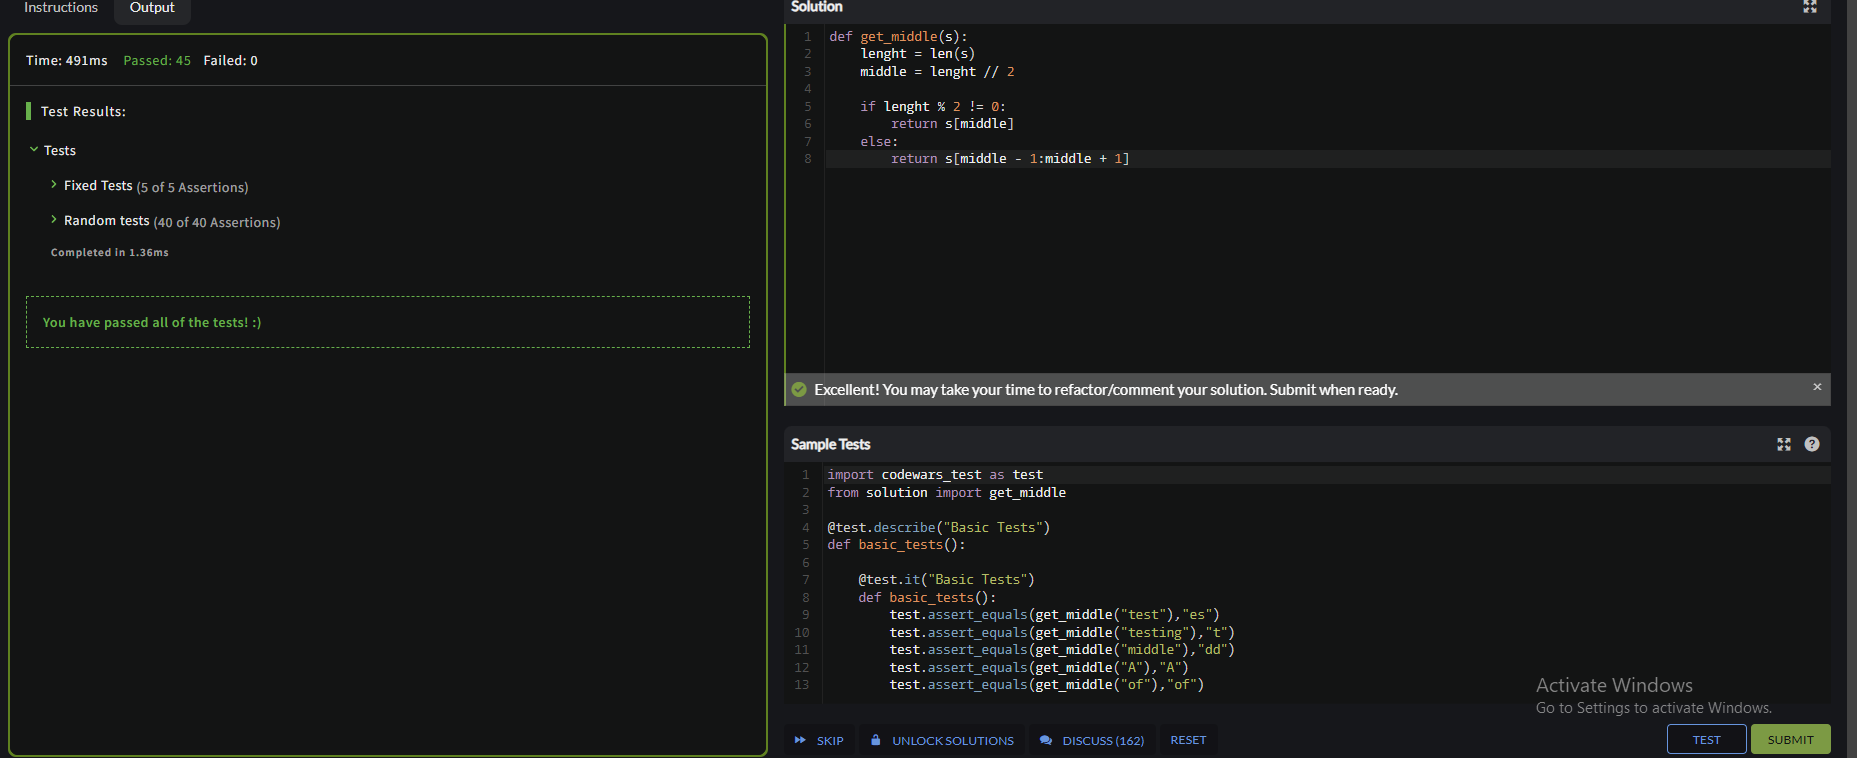 Instructions
Output
Time: 491ms Passed: 45 Failed: 0
Test Results:
Tests
Fixed Tests (5 of 5 Assertions)
Random tests (40 of 40 Assertions)
Completed in 1.36ms
You have passed all of the tests! :)
Solution
1 def get_middle(s):
2     lenght = len(s)
3     middle = lenght // 2
4
5     if lenght % 2 != 0:
6         return s[middle]
7     else:
8         return s[middle - 1:middle + 1]
Excellent! You may take your time to refactor/comment your solution. Submit when ready.
×
Sample Tests
?
1 import codewars_test as test
2 from solution import get_middle
3
4 @test.describe("Basic Tests")
5 def basic_tests():
6
7     @test.it("Basic Tests")
8     def basic_tests():
9         test.assert_equals(get_middle("test"),"es")
10         test.assert_equals(get_middle("testing"),"t")
11         test.assert_equals(get_middle("middle"),"dd")
12         test.assert_equals(get_middle("A"),"A")
13         test.assert_equals(get_middle("of"),"of")
Activate Windows
Go to Settings to activate Windows.
SKIP
UNLOCK SOLUTIONS
DISCUSS (162)
RESET
TEST
SUBMIT